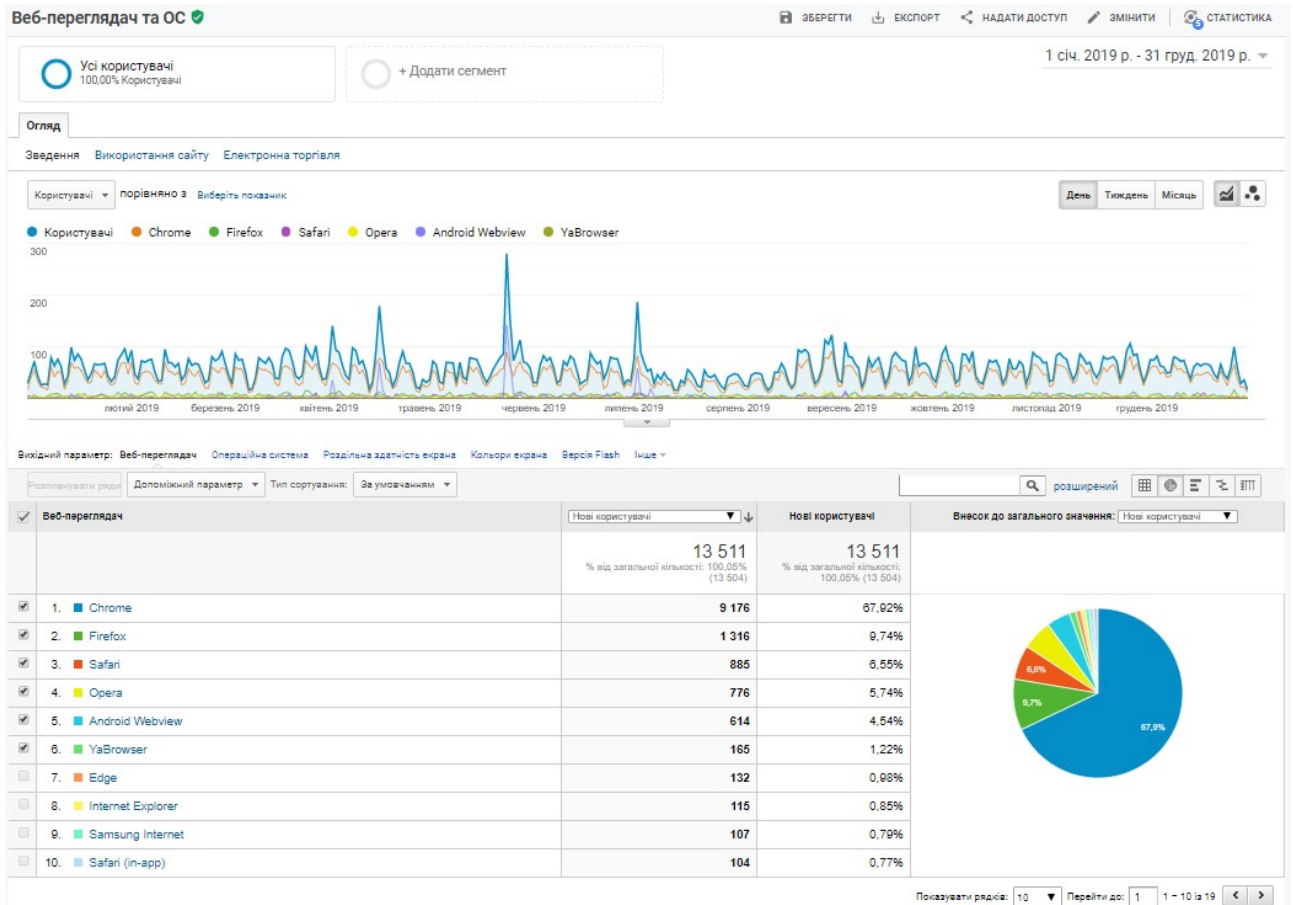 Веб-переглядач та ОС
ЗБЕРЕГТИ ЕКСПОРТ НАДАТИ ДОСТУП ЗМІНИТИ 5 СТАТИСТИКА
Усі користувачі
100,00% Користувачі
+ Додати сегмент
1 січ. 2019 р. - 31 груд. 2019 р.
Огляд
Зведення Використання сайту Електронна торгівля
Користувачі порівняно з Виберіть показник
День Тиждень Місяць
Користувачі Chrome Firefox Safari Opera Android Webview YaBrowser
300
200
100
лютий 2019 березень 2019 квітень 2019 травень 2019 червень 2019 липень 2019 серпень 2019 вересень 2019 жовтень 2019 листопад 2019 грудень 2019
Вихідний параметр: Веб-переглядач Операційна система Роздільна здатність екрана Кольори екрана Версія Flash Інше
Розпланувати ряди Допоміжний параметр Тип сортування: За умовчанням розширений
Веб-переглядач Нові користувачі Нові користувачі Внесок до загального значення: Нові користувачі
13 511 13 511
% від загальної кількості: 100,05% % від загальної кількості:
(13 504) 100,05% (13 504)
1. Chrome 9 176 67,92%
2. Firefox 1 316 9,74%
3. Safari 885 6,55%
4. Opera 776 5,74%
5. Android Webview 614 4,54%
6. YaBrowser 165 1,22%
7. Edge 132 0,98%
8. Internet Explorer 115 0,85%
9. Samsung Internet 107 0,79%
10. Safari (in-app) 104 0,77%
6,6%
9,7%
67,9%
Показувати рядків: 10 Перейти до: 1 1 – 10 із 19